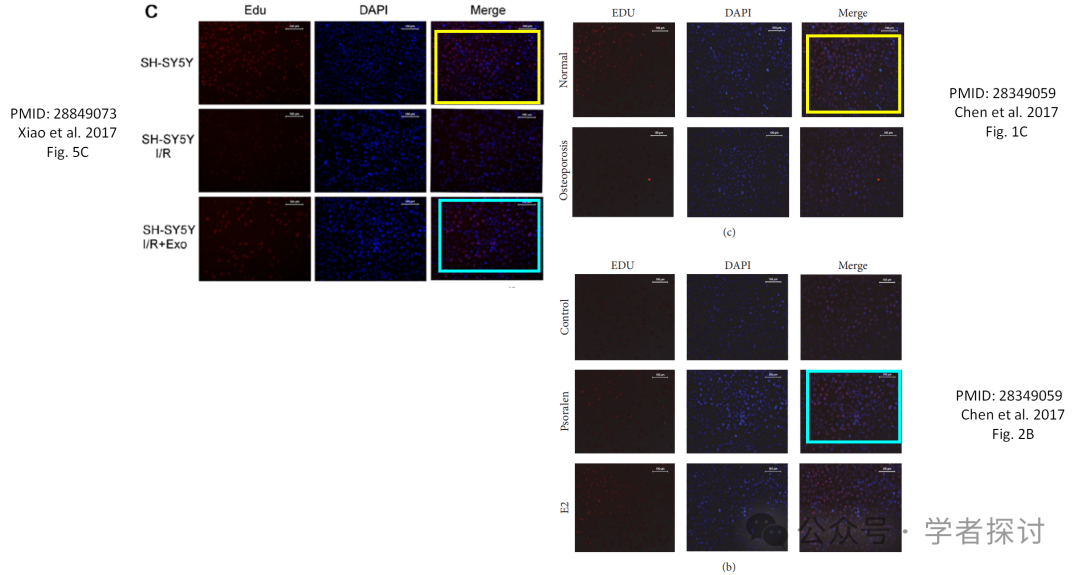 C
Edu DAPI Merge
SH-SY5Y
SH-SY5Y
I/R
SH-SY5Y
I/R+Exo
PMID: 28849073
Xiao et al. 2017
Fig. 5C
EDU DAPI Merge
Normal
Osteoporosis
(c)
PMID: 28349059
Chen et al. 2017
Fig. 1C
EDU DAPI Merge
Control
Psoralen
E2
(b)
PMID: 28349059
Chen et al. 2017
Fig. 2B
公众号 · 学者探讨